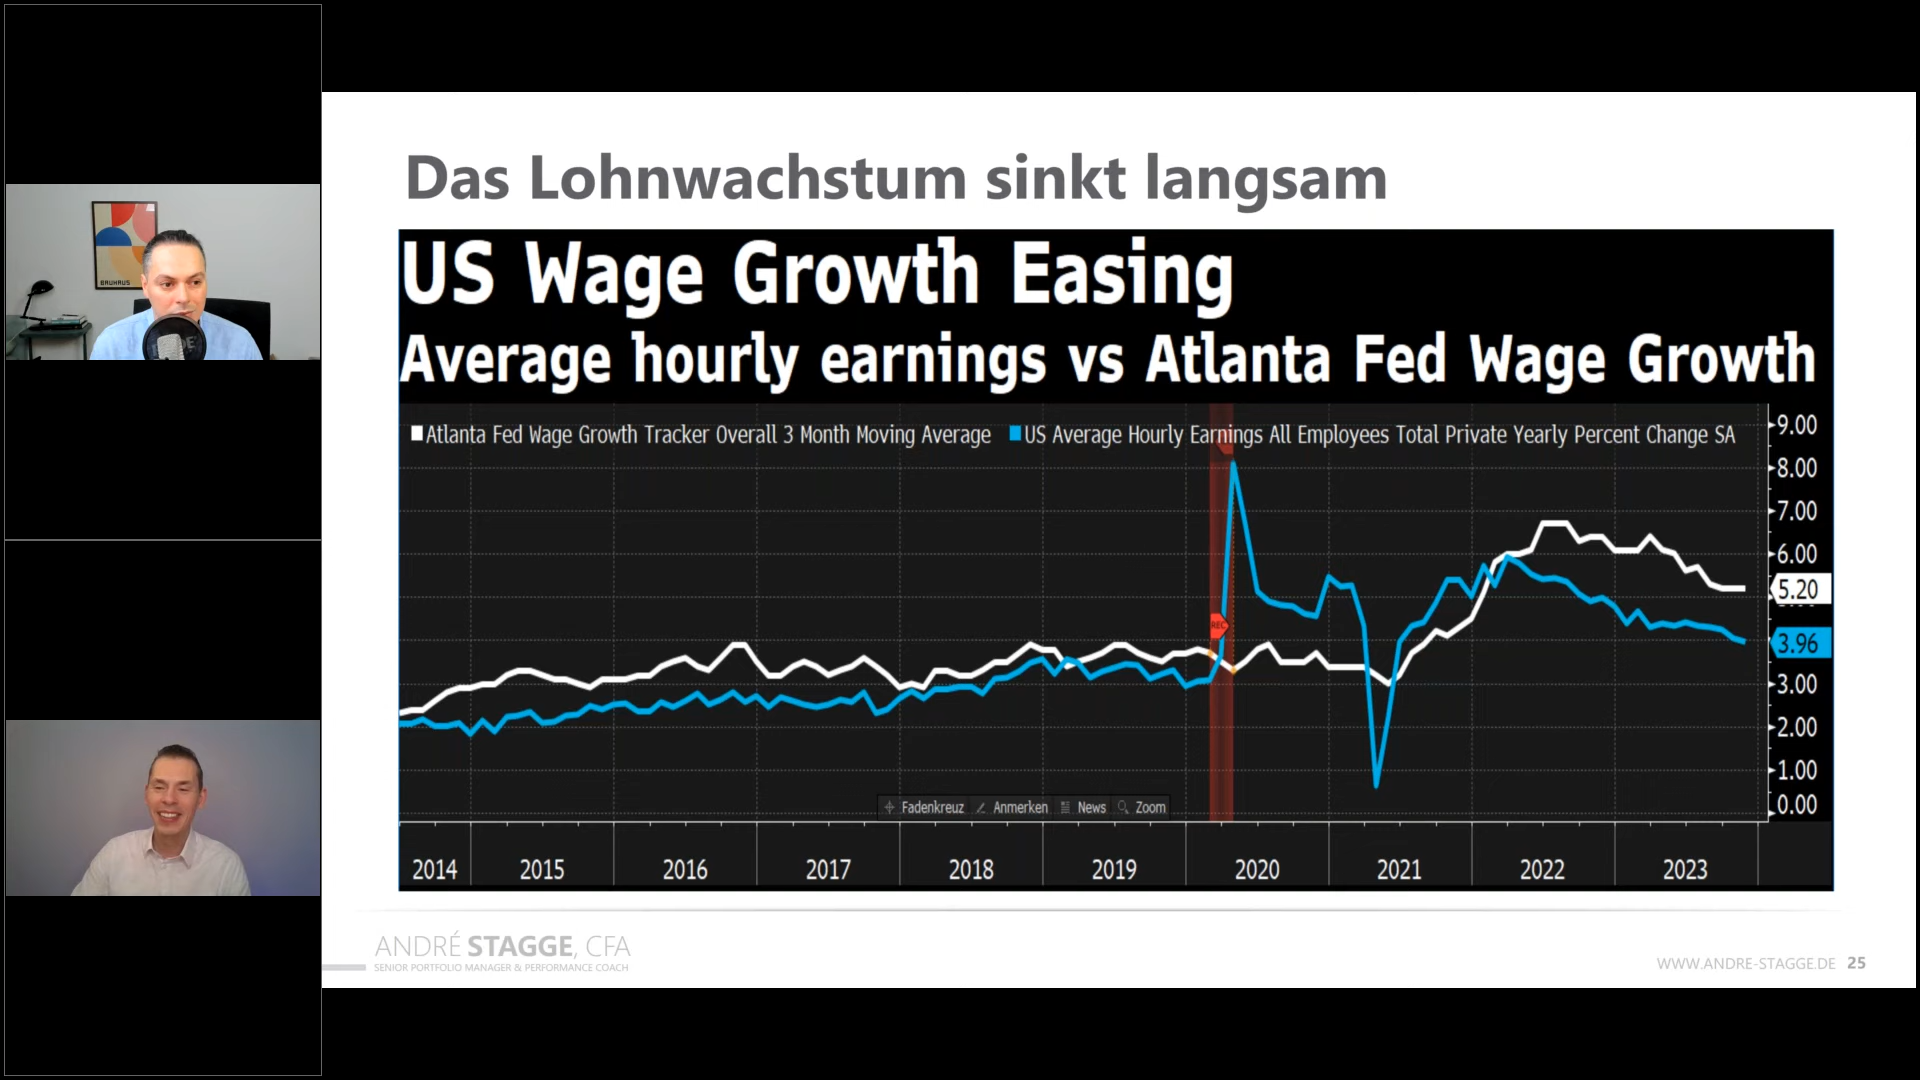 Das Lohnwachstum sinkt langsam
US Wage Growth Easing
Average hourly earnings vs Atlanta Fed Wage Growth
Atlanta Fed Wage Growth Tracker Overall 3 Month Moving Average
US Average Hourly Earnings All Employees Total Private Yearly Percent Change SA
9.00
8.00
7.00
6.00
5.20
3.96
3.00
2.00
1.00
0.00
REC
Fadenkreuz Anmerken News Zoom
2014 2015 2016 2017 2018 2019 2020 2021 2022 2023
ANDRÉ STAGGE, CFA
SENIOR PORTFOLIO MANAGER & PERFORMANCE COACH
WWW.ANDRE-STAGGE.DE 25
BAUHAUS